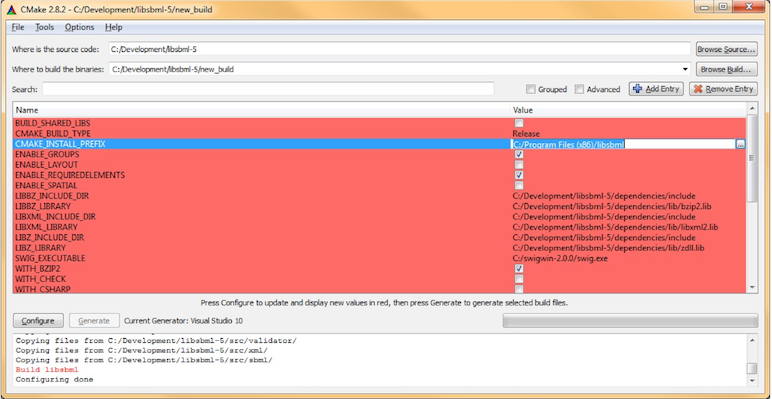 CMake 2.8.2 - C:/Development/libsbml-5/new_build
File Tools Options Help
Where is the source code: C:/Development/libsbml-5 Browse Source...
Where to build the binaries: C:/Development/libsbml-5/new_build Browse Build...
Search: Grouped Advanced Add Entry Remove Entry
Name Value
BUILD_SHARED_LIBS
CMAKE_BUILD_TYPE Release
CMAKE_INSTALL_PREFIX C:/Program Files (x86)/libsbml ...
ENABLE_GROUPS
ENABLE_LAYOUT
ENABLE_REQUIREDELEMENTS
ENABLE_SPATIAL
LIBBZ_INCLUDE_DIR C:/Development/libsbml-5/dependencies/include
LIBBZ_LIBRARY C:/Development/libsbml-5/dependencies/lib/bzip2.lib
LIBXML_INCLUDE_DIR C:/Development/libsbml-5/dependencies/include
LIBXML_LIBRARY C:/Development/libsbml-5/dependencies/lib/libxml2.lib
LIBZ_INCLUDE_DIR C:/Development/libsbml-5/dependencies/include
LIBZ_LIBRARY C:/Development/libsbml-5/dependencies/lib/zdll.lib
SWIG_EXECUTABLE C:/swigwin-2.0.0/swig.exe
WITH_BZIP2
WITH_CHECK
WITH_CSHARP
Press Configure to update and display new values in red, then press Generate to generate selected build files.
Configure Generate Current Generator: Visual Studio 10
Copying files from C:/Development/libsbml-5/src/validator/
Copying files from C:/Development/libsbml-5/src/xml/
Copying files from C:/Development/libsbml-5/src/sbml/
Build libsbml
Configuring done